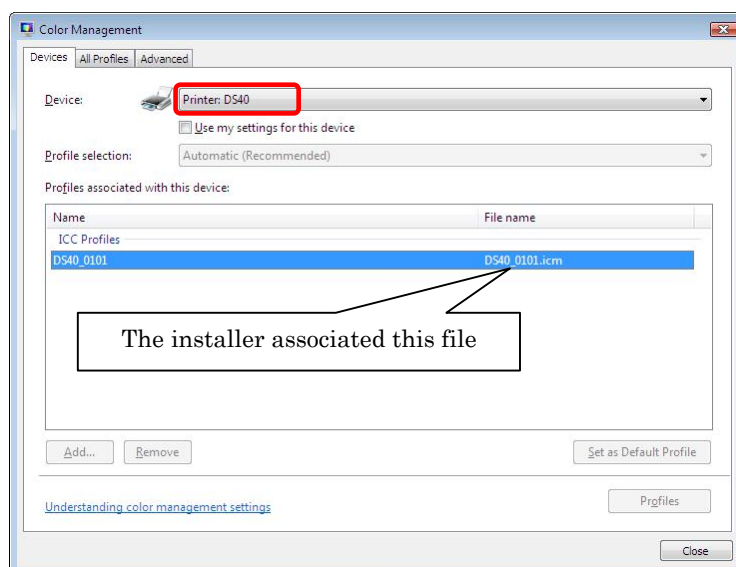 Color Management
Devices All Profiles Advanced
Device: Printer: DS40
Use my settings for this device
Profile selection: Automatic (Recommended)
Profiles associated with this device:
Name File name
ICC Profiles
DS40_0101 DS40_0101.icm
The installer associated this file
Add... Remove Set as Default Profile
Understanding color management settings Profiles
Close